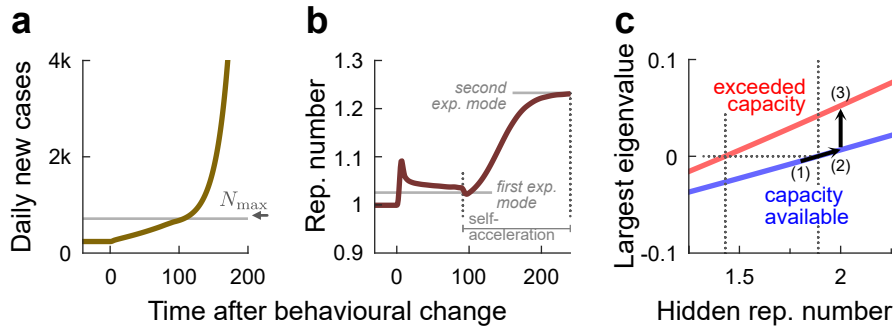 a
Daily new cases
4k
2k
0
N_max
0
100
200
b
Rep. number
1.3
1.2
1.1
1
0.9
second
exp. mode
first exp.
mode
self-
acceleration
0
100
200
Time after behavioural change
c
Largest eigenvalue
0.1
0
-0.1
exceeded
capacity
(3)
(1)
(2)
capacity
available
1.5
2
Hidden rep. number